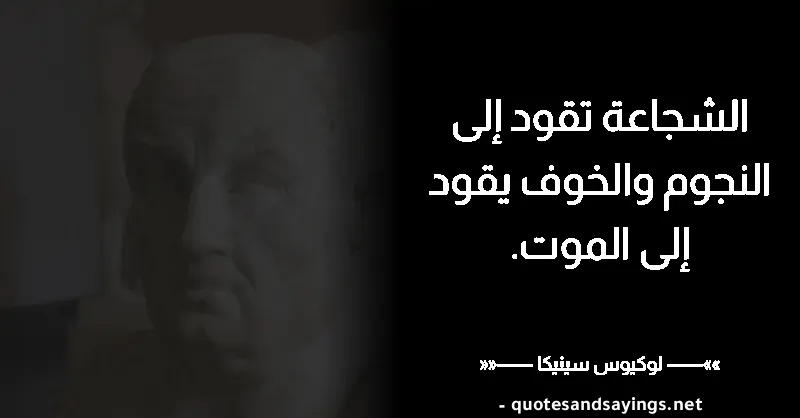 الشجاعة تقود إلى
النجوم والخوف يقود
إلى الموت.
»»—— لوكيوس سينيكا ——««
- quotesandsayings.net